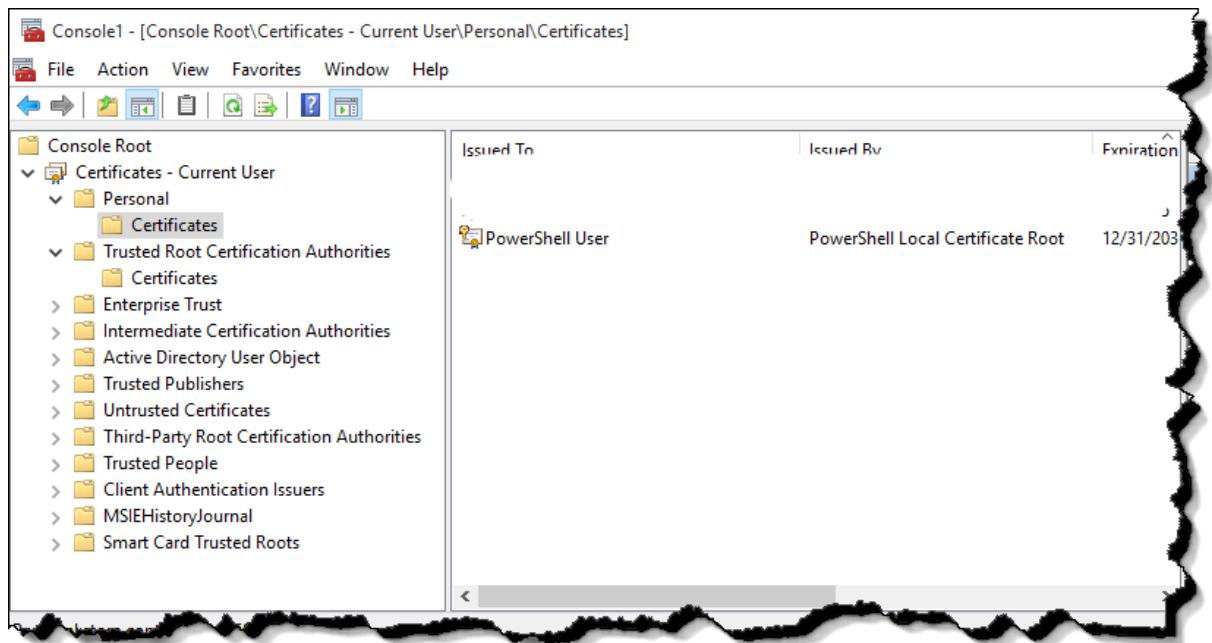 Console1 - [Console Root\Certificates - Current User\Personal\Certificates]
File Action View Favorites Window Help
Console Root
Certificates - Current User
Personal
Certificates
Trusted Root Certification Authorities
Certificates
Enterprise Trust
Intermediate Certification Authorities
Active Directory User Object
Trusted Publishers
Untrusted Certificates
Third-Party Root Certification Authorities
Trusted People
Client Authentication Issuers
MSIEHistoryJournal
Smart Card Trusted Roots
Issued To Issued By Expiration
PowerShell User PowerShell Local Certificate Root 12/31/203